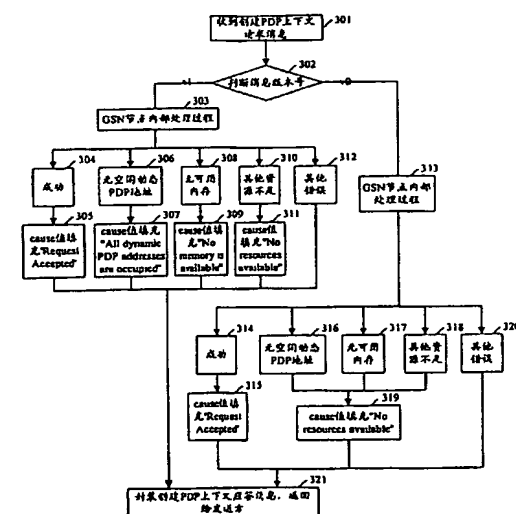 收到创建PDP上下文
请求消息
301
302
判断消息版本号
=1
=0
303
GSN节点内部处理过程
304
成功
306
无空闲动态
PDP地址
308
无可用
内存
310
其他资
源不足
312
其他
错误
313
GSN节点内部
处理过程
305
cause值填
充"Request
Accepted"
307
cause值填充
"All dynamic
PDP addresses
are occupied"
309
cause值填
充"No
memory is
available"
311
cause值填
充"No
resources
available"
314
成功
316
无空闲动态
PDP地址
317
无可用
内存
318
其他资
源不足
320
其他
错误
315
cause值填
充"Request
Accepted"
319
cause值填充"No
resources available"
321
封装创建PDP上下文应答信息，返回
给发送方